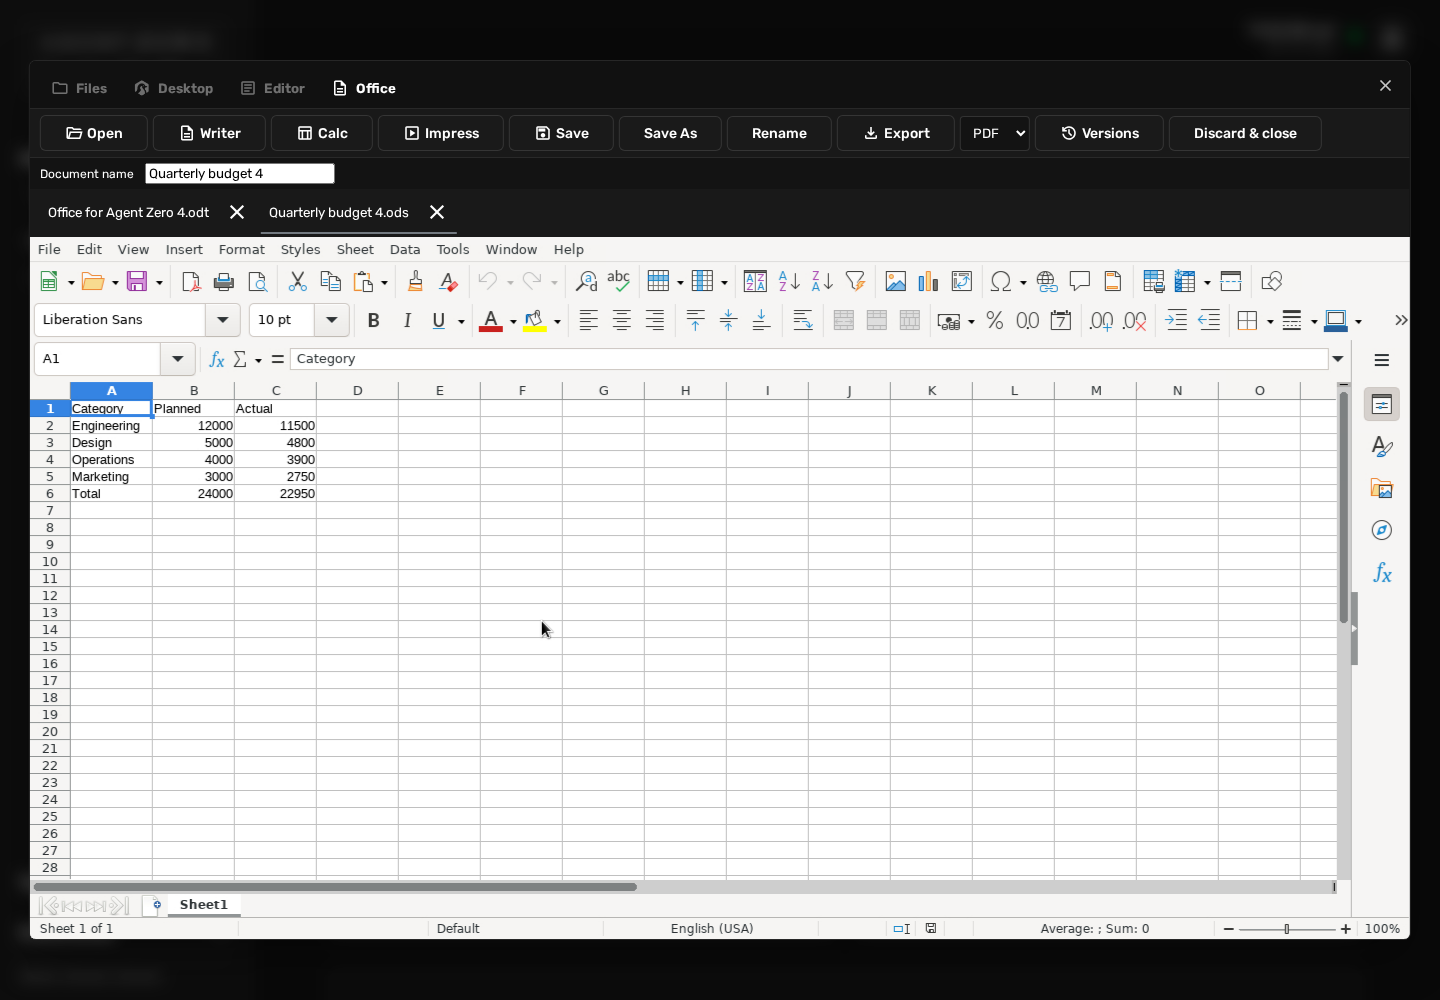 Files Desktop Editor Office
Open Writer Calc Impress Save Save As Rename Export PDF Versions Discard & close
Document name Quarterly budget 4
Office for Agent Zero 4.odt Quarterly budget 4.ods
File Edit View Insert Format Styles Sheet Data Tools Window Help
Liberation Sans 10 pt
A1 Category
A B C D E F G H I J K L M N O
1 Category Planned Actual
2 Engineering 12000 11500
3 Design 5000 4800
4 Operations 4000 3900
5 Marketing 3000 2750
6 Total 24000 22950
7
8
9
10
11
12
13
14
15
16
17
18
19
20
21
22
23
24
25
26
27
28
Sheet1
Sheet 1 of 1 Default English (USA) Average: ; Sum: 0 100%